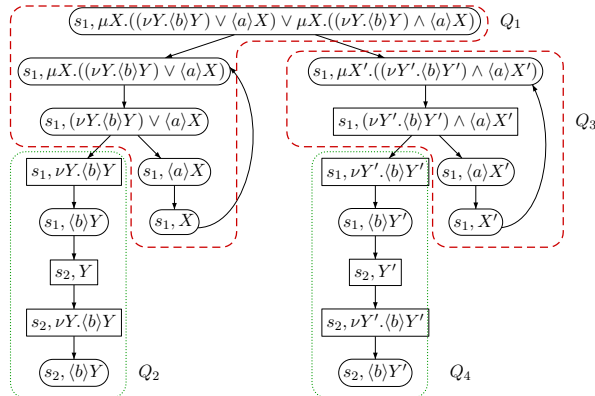 s₁, μX.((νY.⟨b⟩Y) ∨ ⟨a⟩X) ∨ μX.((νY.⟨b⟩Y) ∧ ⟨a⟩X)
Q₁
s₁, μX.((νY.⟨b⟩Y) ∨ ⟨a⟩X)
s₁, μX′.((νY′.⟨b⟩Y′) ∧ ⟨a⟩X′)
s₁, (νY.⟨b⟩Y) ∨ ⟨a⟩X
s₁, (νY′.⟨b⟩Y′) ∧ ⟨a⟩X′
Q₃
s₁, νY.⟨b⟩Y
s₁, ⟨a⟩X
s₁, νY′.⟨b⟩Y′
s₁, ⟨a⟩X′
s₁, ⟨b⟩Y
s₁, X
s₁, ⟨b⟩Y′
s₁, X′
s₂, Y
s₂, Y′
s₂, νY.⟨b⟩Y
s₂, νY′.⟨b⟩Y′
s₂, ⟨b⟩Y
Q₂
s₂, ⟨b⟩Y′
Q₄